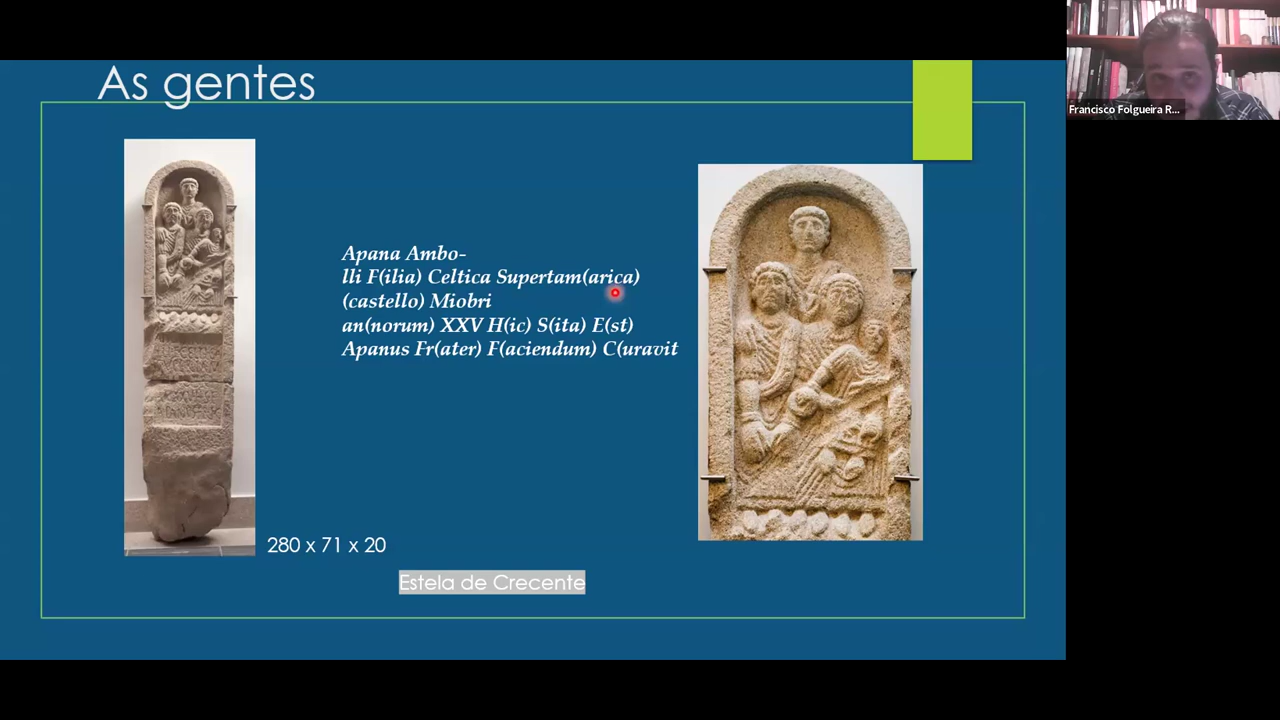 As gentes
Francisco Folgueira R...
Apana Ambo-
lli F(ilia) Celtica Supertam(arica)
(castello) Miobri
an(norum) XXV H(ic) S(ita) E(st)
Apanus Fr(ater) F(aciendum) C(uravit
280 x 71 x 20
Estela de Crecente